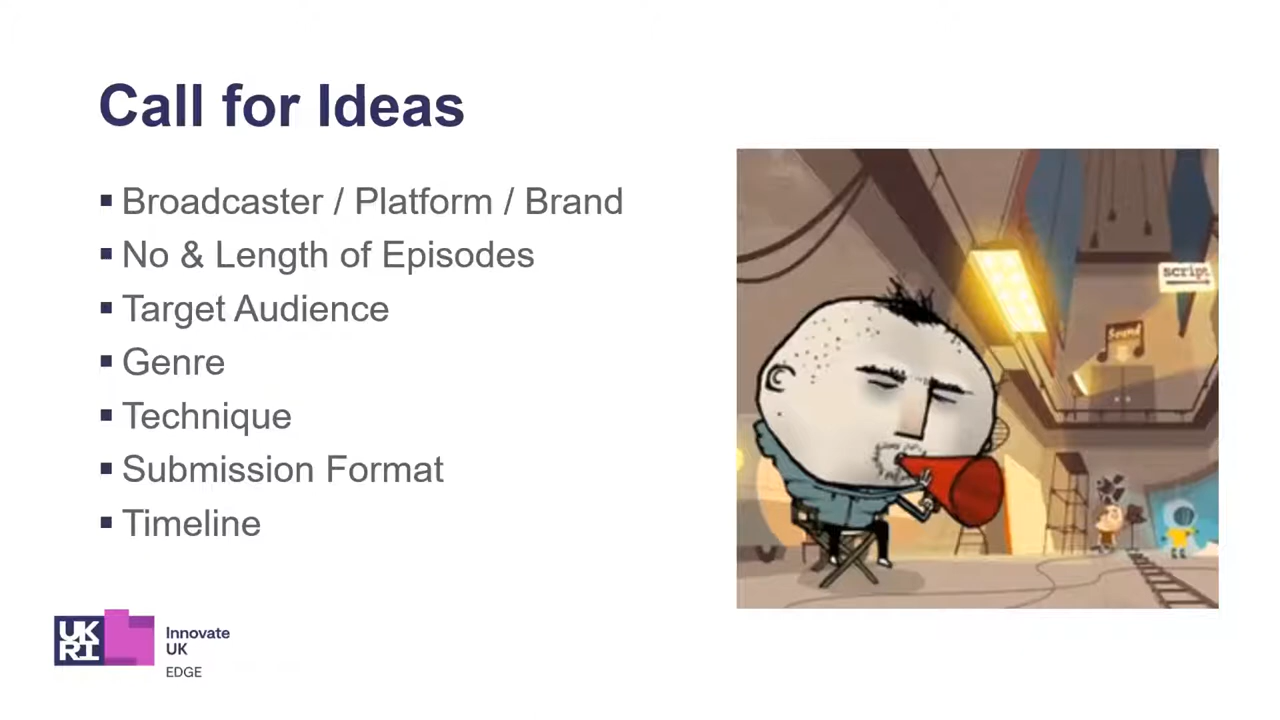 Call for Ideas
▪ Broadcaster / Platform / Brand
▪ No & Length of Episodes
▪ Target Audience
▪ Genre
▪ Technique
▪ Submission Format
▪ Timeline
script
Sound
UK
RI
Innovate
UK
EDGE